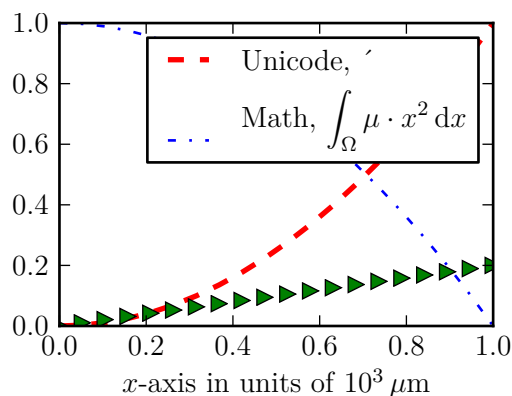 1.0
0.8
0.6
0.4
0.2
0.0
Unicode, ´
Math, ∫_Ω μ · x² dx
0.0 0.2 0.4 0.6 0.8 1.0
x-axis in units of 10³ μm